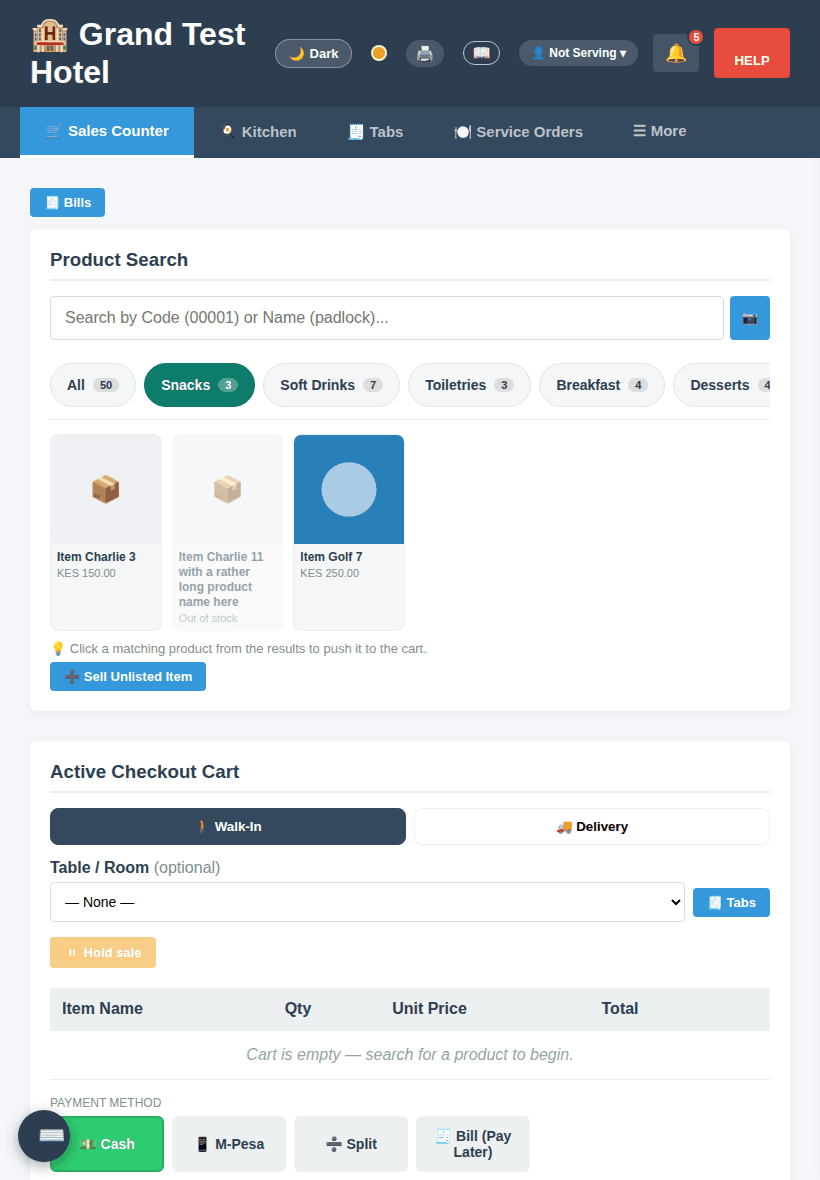 🏨 Grand Test Hotel
🌙 Dark
👤 Not Serving ▾
5
HELP
🛒 Sales Counter
🍳 Kitchen
🧾 Tabs
🍽️ Service Orders
☰ More
🧾 Bills
Product Search
Search by Code (00001) or Name (padlock)...
All 50
Snacks 3
Soft Drinks 7
Toiletries 3
Breakfast 4
Desserts 4
Item Charlie 3
KES 150.00
Item Charlie 11
with a rather
long product
name here
Out of stock
Item Golf 7
KES 250.00
💡 Click a matching product from the results to push it to the cart.
➕ Sell Unlisted Item
Active Checkout Cart
🚶 Walk-In
🚚 Delivery
Table / Room (optional)
— None —
🧾 Tabs
⏸ Hold sale
Item Name Qty Unit Price Total
Cart is empty — search for a product to begin.
PAYMENT METHOD
💵 Cash
📱 M-Pesa
➗ Split
🧾 Bill (Pay
Later)